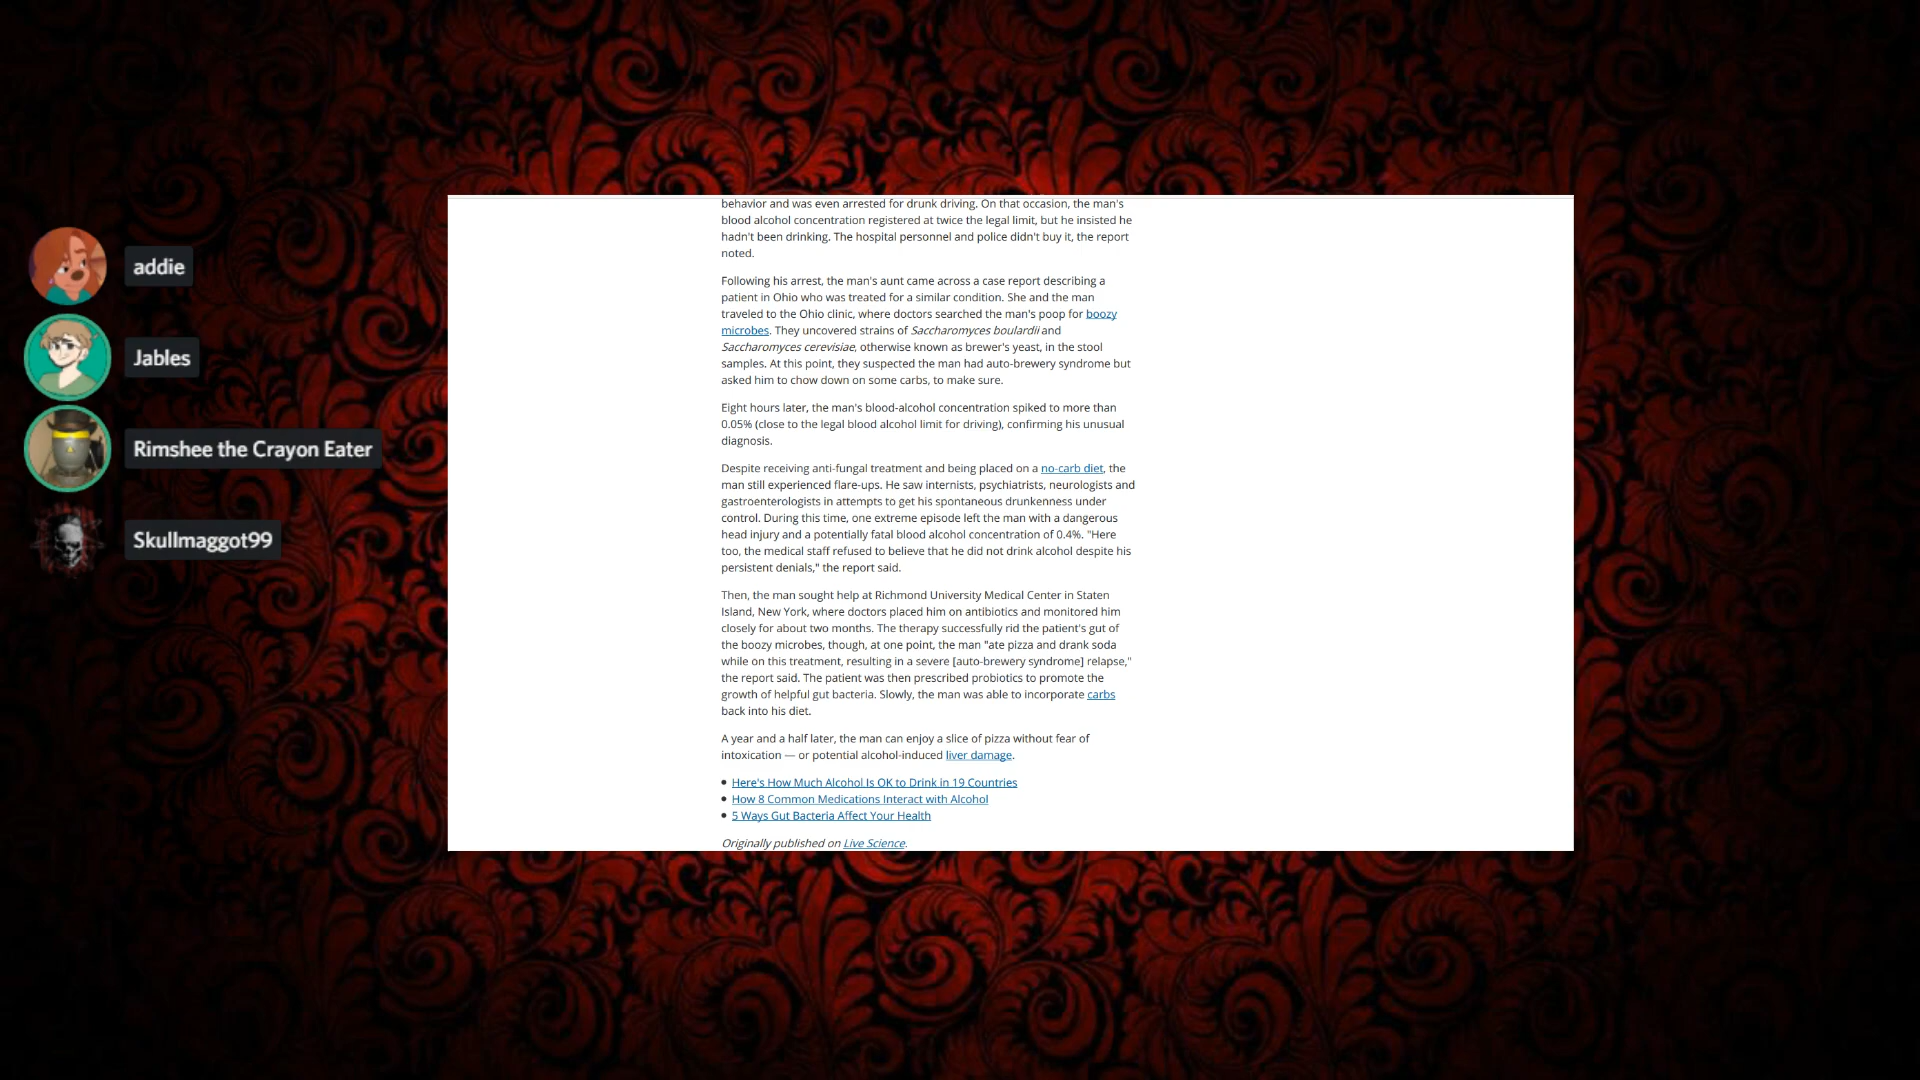 addie
Jables
Rimshee the Crayon Eater
Skullmaggot99
behavior and was even arrested for drunk driving. On that occasion, the man's
blood alcohol concentration registered at twice the legal limit, but he insisted he
hadn't been drinking. The hospital personnel and police didn't buy it, the report
noted.
Following his arrest, the man's aunt came across a case report describing a
patient in Ohio who was treated for a similar condition. She and the man
traveled to the Ohio clinic, where doctors searched the man's poop for boozy
microbes. They uncovered strains of Saccharomyces boulardii and
Saccharomyces cerevisiae, otherwise known as brewer's yeast, in the stool
samples. At this point, they suspected the man had auto-brewery syndrome but
asked him to chow down on some carbs, to make sure.
Eight hours later, the man's blood-alcohol concentration spiked to more than
0.05% (close to the legal blood alcohol limit for driving), confirming his unusual
diagnosis.
Despite receiving anti-fungal treatment and being placed on a no-carb diet, the
man still experienced flare-ups. He saw internists, psychiatrists, neurologists and
gastroenterologists in attempts to get his spontaneous drunkenness under
control. During this time, one extreme episode left the man with a dangerous
head injury and a potentially fatal blood alcohol concentration of 0.4%. "Here
too, the medical staff refused to believe that he did not drink alcohol despite his
persistent denials," the report said.
Then, the man sought help at Richmond University Medical Center in Staten
Island, New York, where doctors placed him on antibiotics and monitored him
closely for about two months. The therapy successfully rid the patient's gut of
the boozy microbes, though, at one point, the man "ate pizza and drank soda
while on this treatment, resulting in a severe [auto-brewery syndrome] relapse,"
the report said. The patient was then prescribed probiotics to promote the
growth of helpful gut bacteria. Slowly, the man was able to incorporate carbs
back into his diet.
A year and a half later, the man can enjoy a slice of pizza without fear of
intoxication — or potential alcohol-induced liver damage.
• Here's How Much Alcohol Is OK to Drink in 19 Countries
• How 8 Common Medications Interact with Alcohol
• 5 Ways Gut Bacteria Affect Your Health
Originally published on Live Science.